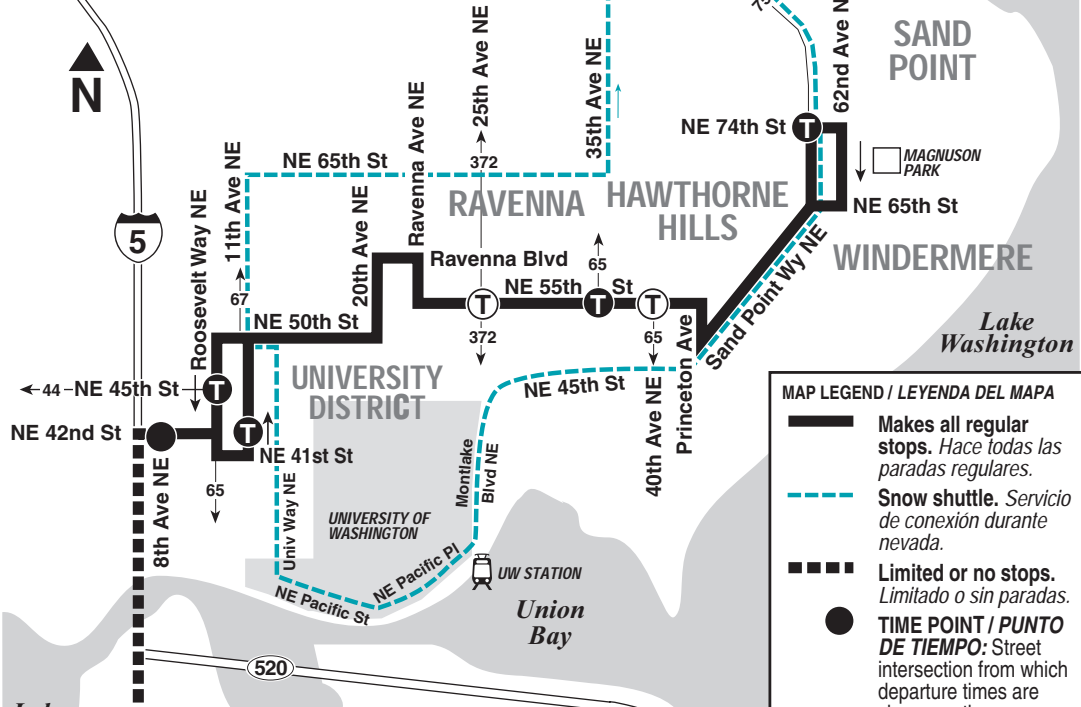 N
SAND
POINT
62nd Ave N
25th Ave NE
35th Ave NE
NE 74th St
T
MAGNUSON
PARK
NE 65th St
372
11th Ave NE
Ravenna Ave NE
RAVENNA
HAWTHORNE
HILLS
NE 65th St
WINDERMERE
5
Roosevelt Way NE
20th Ave NE
Ravenna Blvd
65
67
NE 55th St
T
T
T
Sand Point Wy NE
NE 50th St
372
65
Princeton Ave
Lake
Washington
44
NE 45th St
T
UNIVERSITY
DISTRICT
NE 45th St
40th Ave NE
NE 42nd St
T
NE 41st St
65
8th Ave NE
Univ Way NE
Montlake
Blvd NE
UNIVERSITY OF
WASHINGTON
NE Pacific Pl
NE Pacific St
UW STATION
Union
Bay
520
MAP LEGEND / LEYENDA DEL MAPA
Makes all regular
stops. Hace todas las
paradas regulares.
Snow shuttle. Servicio
de conexión durante
nevada.
Limited or no stops.
Limitado o sin paradas.
TIME POINT / PUNTO
DE TIEMPO: Street
intersection from which
departure times are